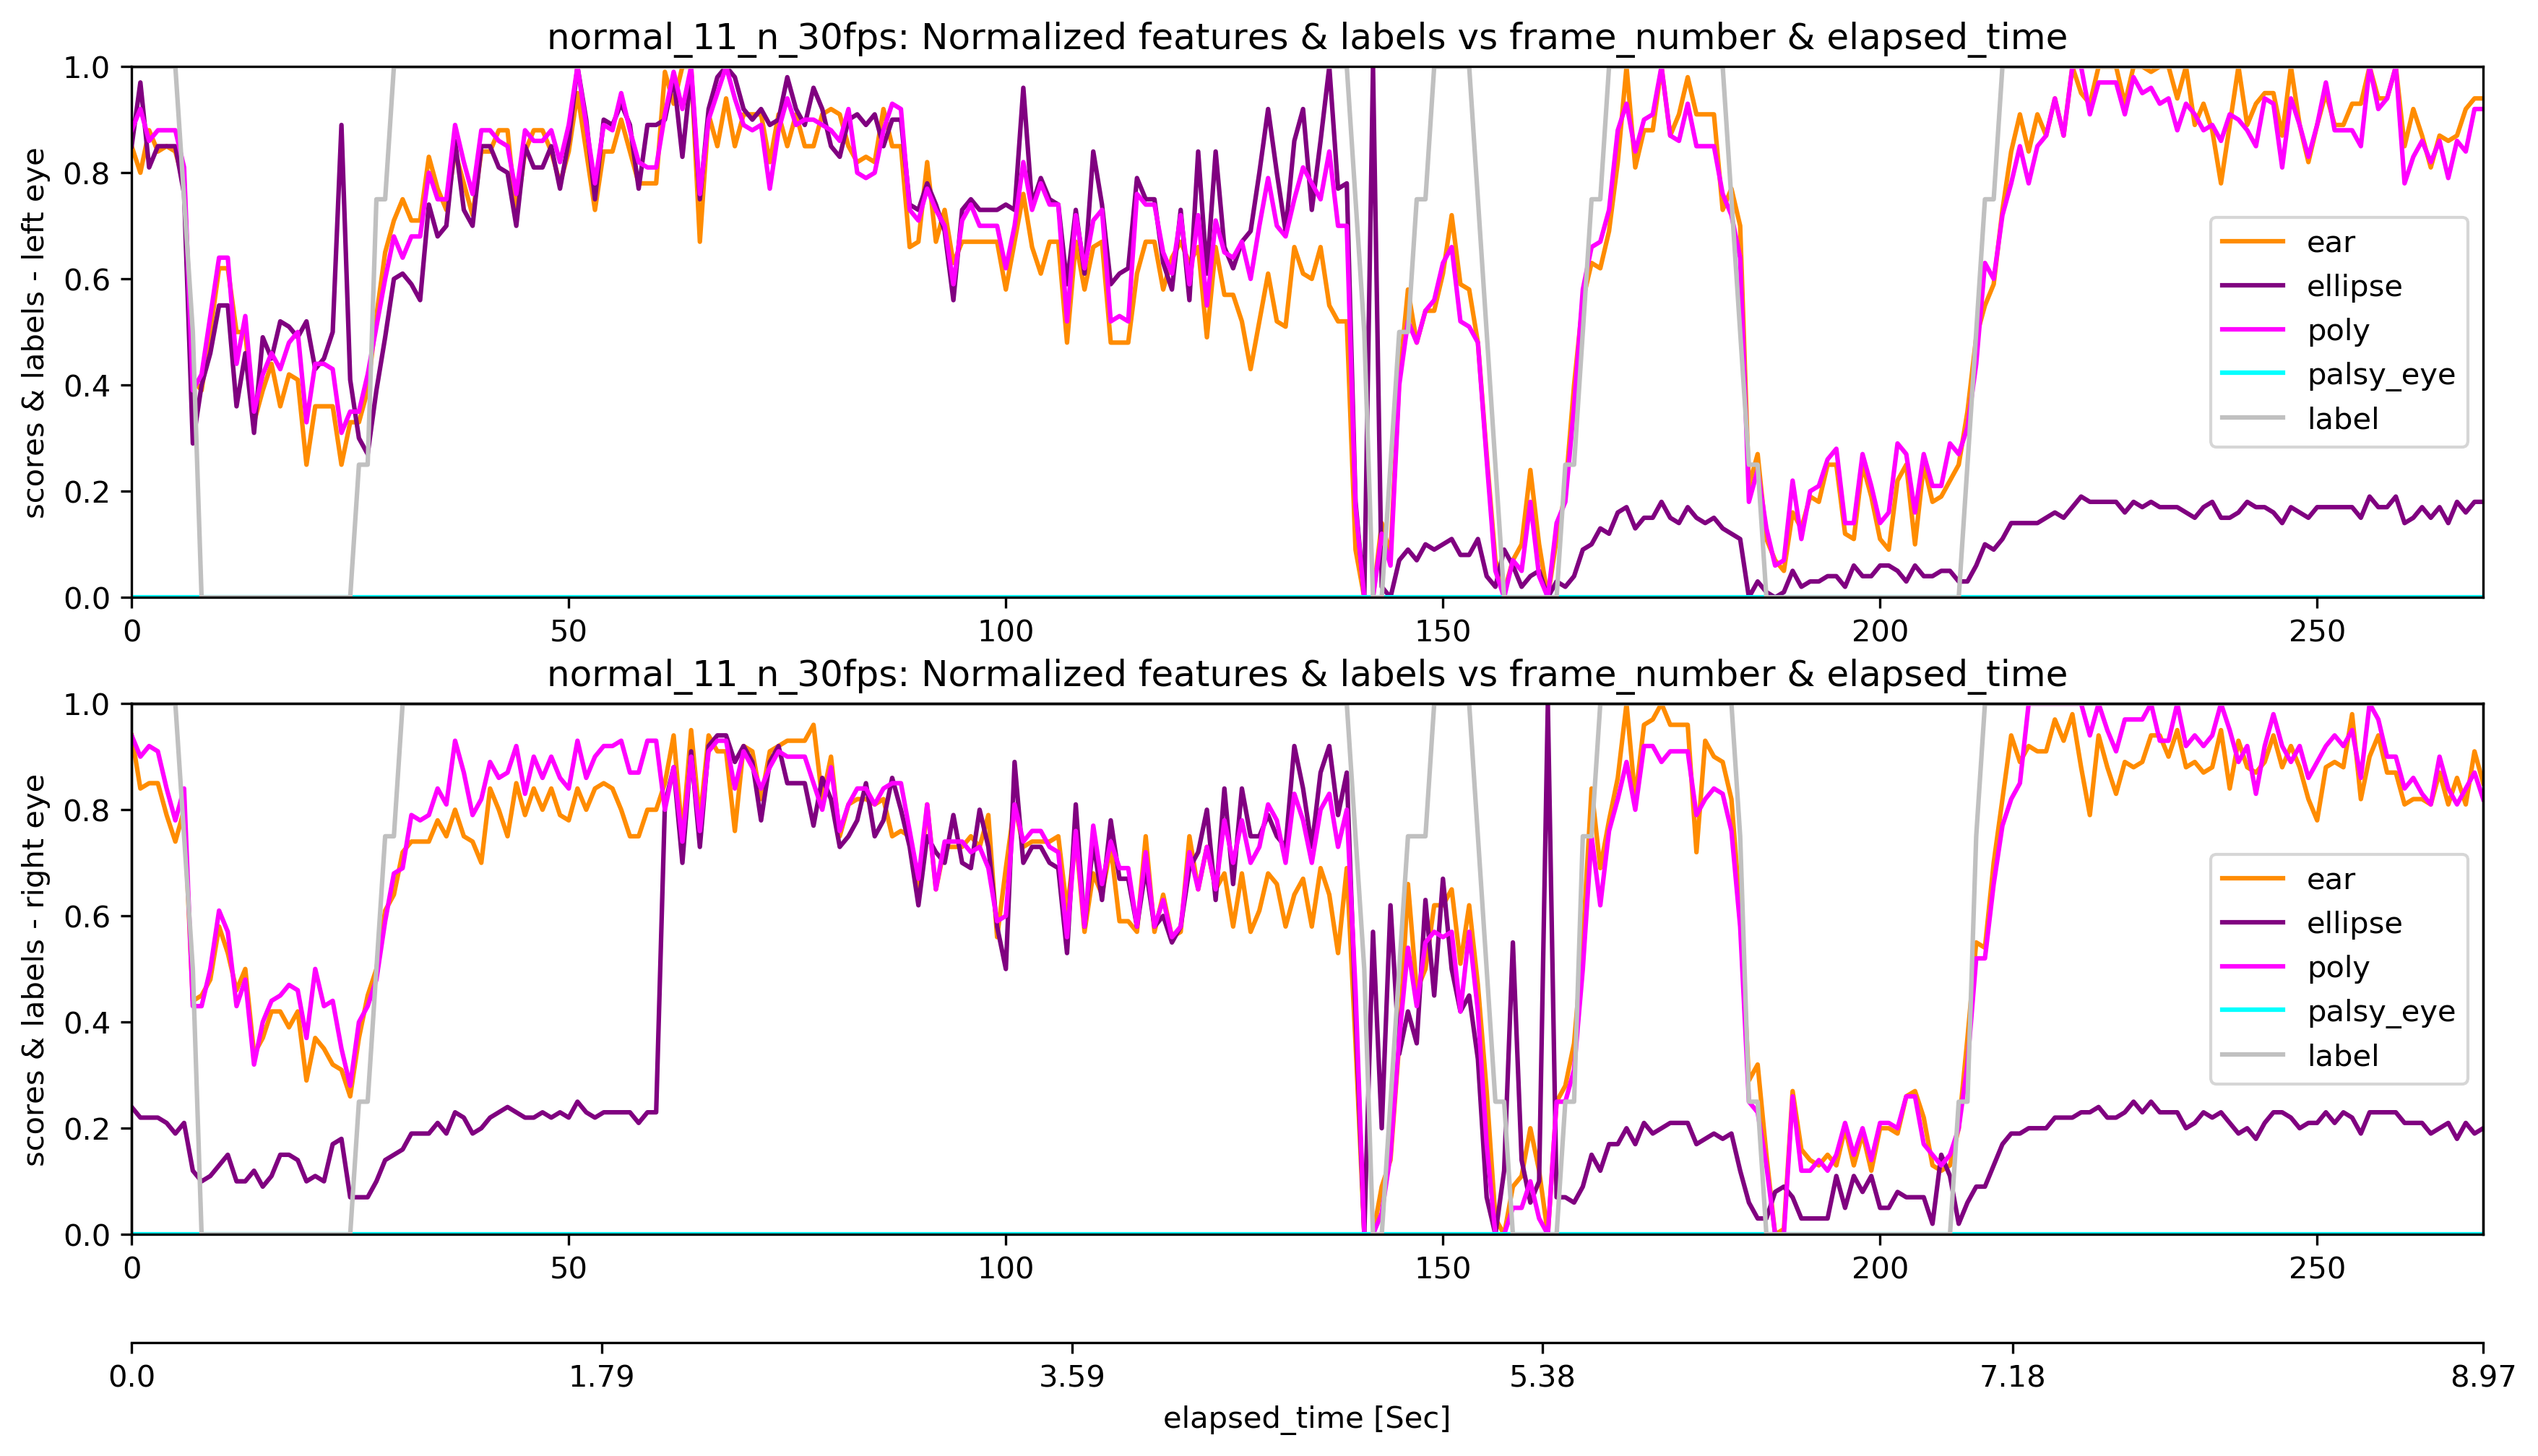 normal_11_n_30fps: Normalized features & labels vs frame_number & elapsed_time
scores & labels - left eye
1.0
0.8
0.6
0.4
0.2
0.0
ear
ellipse
poly
palsy_eye
label
0 50 100 150 200 250
normal_11_n_30fps: Normalized features & labels vs frame_number & elapsed_time
scores & labels - right eye
1.0
0.8
0.6
0.4
0.2
0.0
ear
ellipse
poly
palsy_eye
label
0 50 100 150 200 250
0.0 1.79 3.59 5.38 7.18 8.97
elapsed_time [Sec]